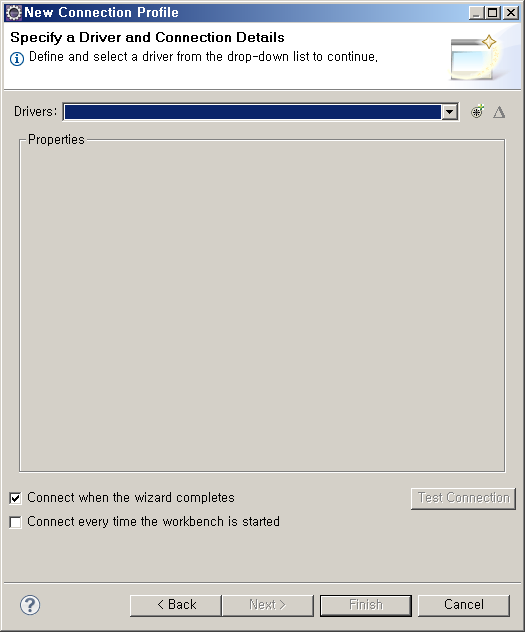 New Connection Profile
Specify a Driver and Connection Details
Define and select a driver from the drop-down list to continue.
Drivers:
Properties
Connect when the wizard completes
Test Connection
Connect every time the workbench is started
?
< Back
Next >
Finish
Cancel